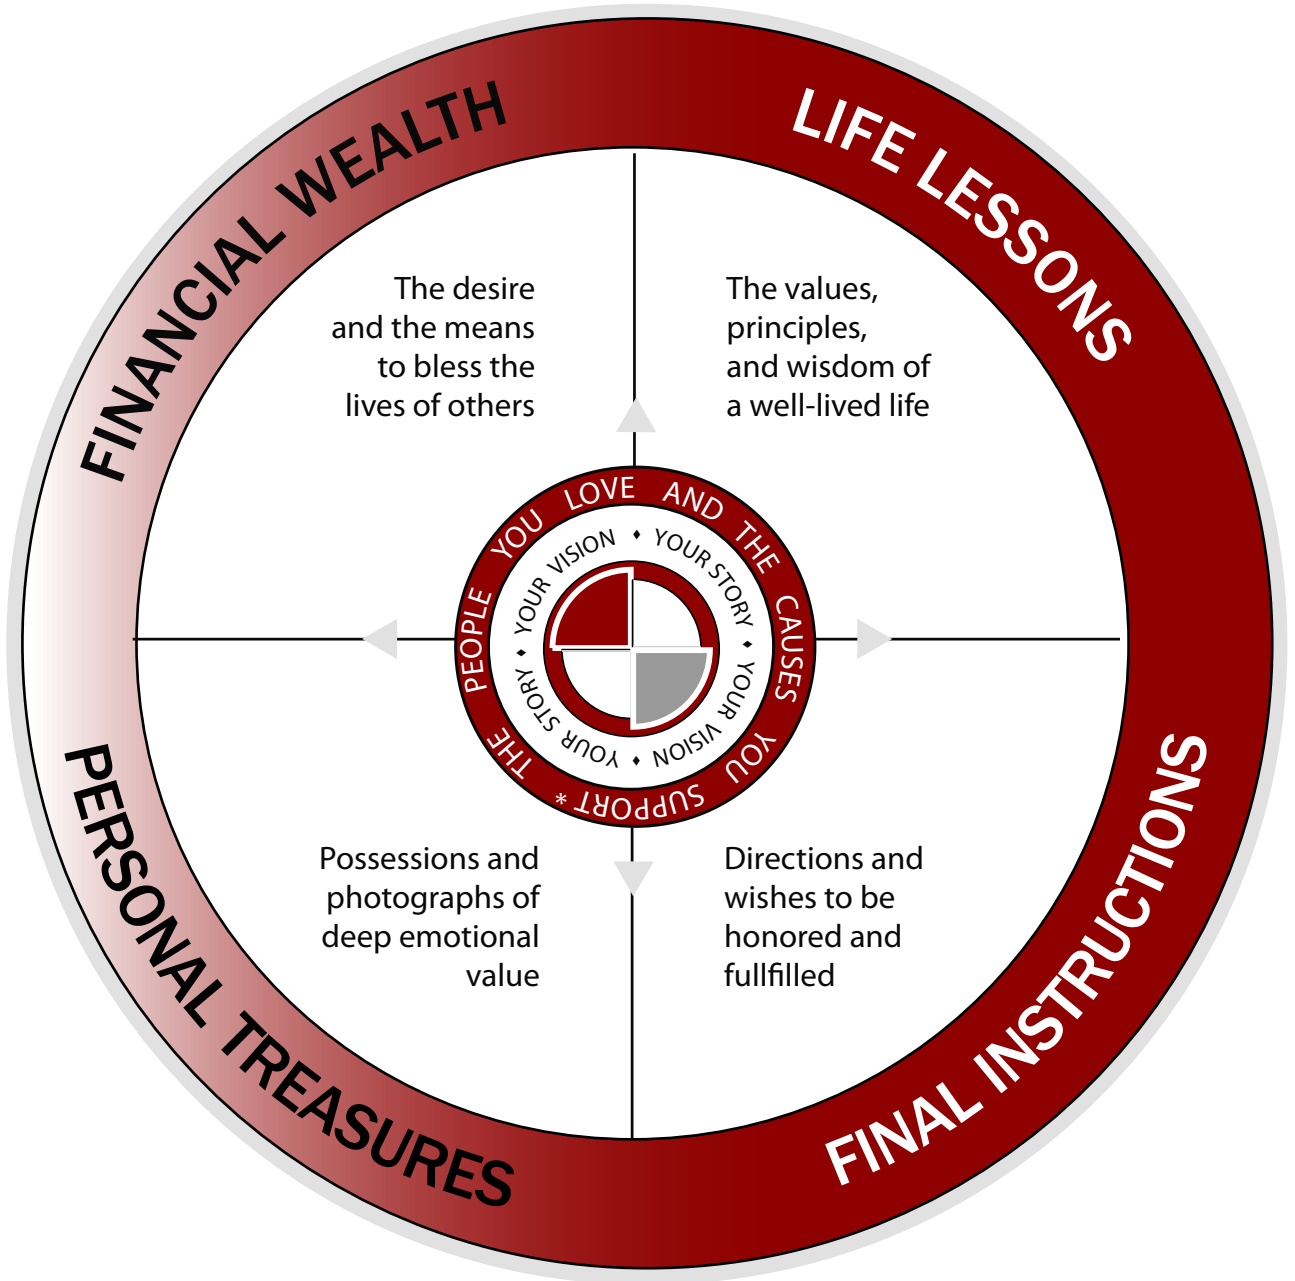 FINANCIAL WEALTH
LIFE LESSONS
The desire
and the means
to bless the
lives of others
The values,
principles,
and wisdom of
a well-lived life
THE PEOPLE YOU LOVE AND THE CAUSES YOU SUPPORT *
YOUR VISION ♦ YOUR STORY ♦ YOUR VISION ♦ YOUR STORY ♦
Possessions and
photographs of
deep emotional
value
Directions and
wishes to be
honored and
fullfilled
PERSONAL TREASURES
FINAL INSTRUCTIONS